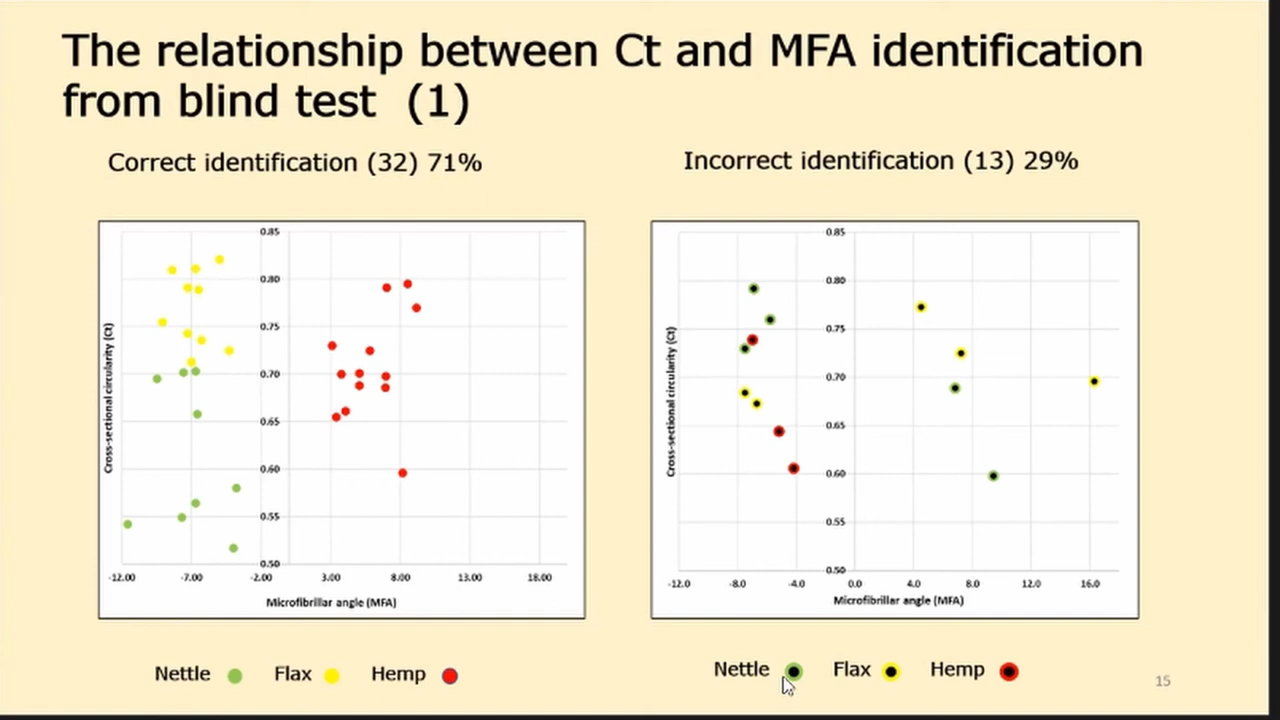 The relationship between Ct and MFA identification
from blind test (1)
Correct identification (32) 71%
Incorrect identification (13) 29%
Cross-sectional circularity (Ct)
0.85
0.80
0.75
0.70
0.65
0.60
0.55
0.50
-12.00 -7.00 -2.00 3.00 8.00 13.00 18.00
Microfibrillar angle (MFA)
Cross-sectional circularity (Ct)
0.85
0.80
0.75
0.70
0.65
0.60
0.55
0.50
-12.0 -8.0 -4.0 0.0 4.0 8.0 12.0 16.0
Microfibrillar angle (MFA)
Nettle Flax Hemp
Nettle Flax Hemp
15